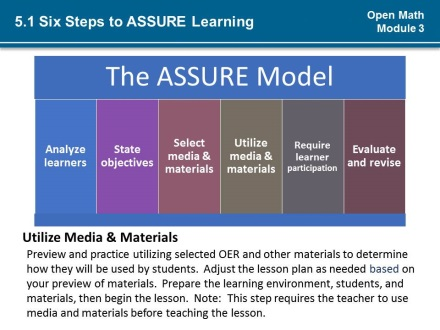 5.1 Six Steps to ASSURE Learning
Open Math
Module 3
The ASSURE Model
Analyze
learners
State
objectives
Select
media &
materials
Utilize
media &
materials
Require
learner
participation
Evaluate
and revise
Utilize Media & Materials
Preview and practice utilizing selected OER and other materials to determine
how they will be used by students. Adjust the lesson plan as needed based on
your preview of materials. Prepare the learning environment, students, and
materials, then begin the lesson. Note: This step requires the teacher to use
media and materials before teaching the lesson.